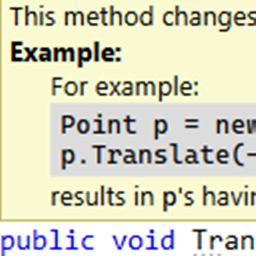 This method changes
Example:
For example:
Point p = new
p.Translate(-
results in p's havin
public void Tran